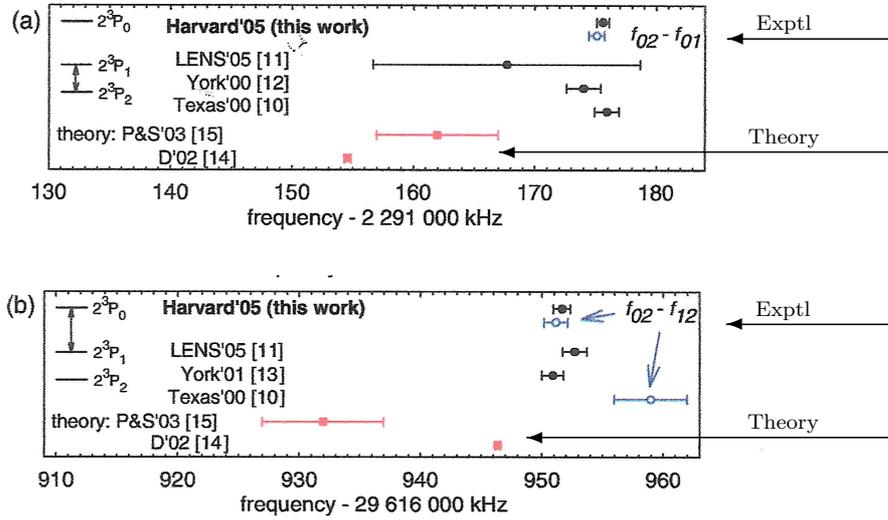 (a)
2³P₀ Harvard'05 (this work) f₀₂ - f₀₁ Exptl
2³P₁ LENS'05 [11]
York'00 [12]
2³P₂
Texas'00 [10]
theory: P&S'03 [15] Theory
D'02 [14]
130 140 150 160 170 180
frequency - 2 291 000 kHz
(b)
2³P₀ Harvard'05 (this work) f₀₂ - f₁₂ Exptl
2³P₁ LENS'05 [11]
2³P₂ York'01 [13]
Texas'00 [10]
theory: P&S'03 [15] Theory
D'02 [14]
910 920 930 940 950 960
frequency - 29 616 000 kHz